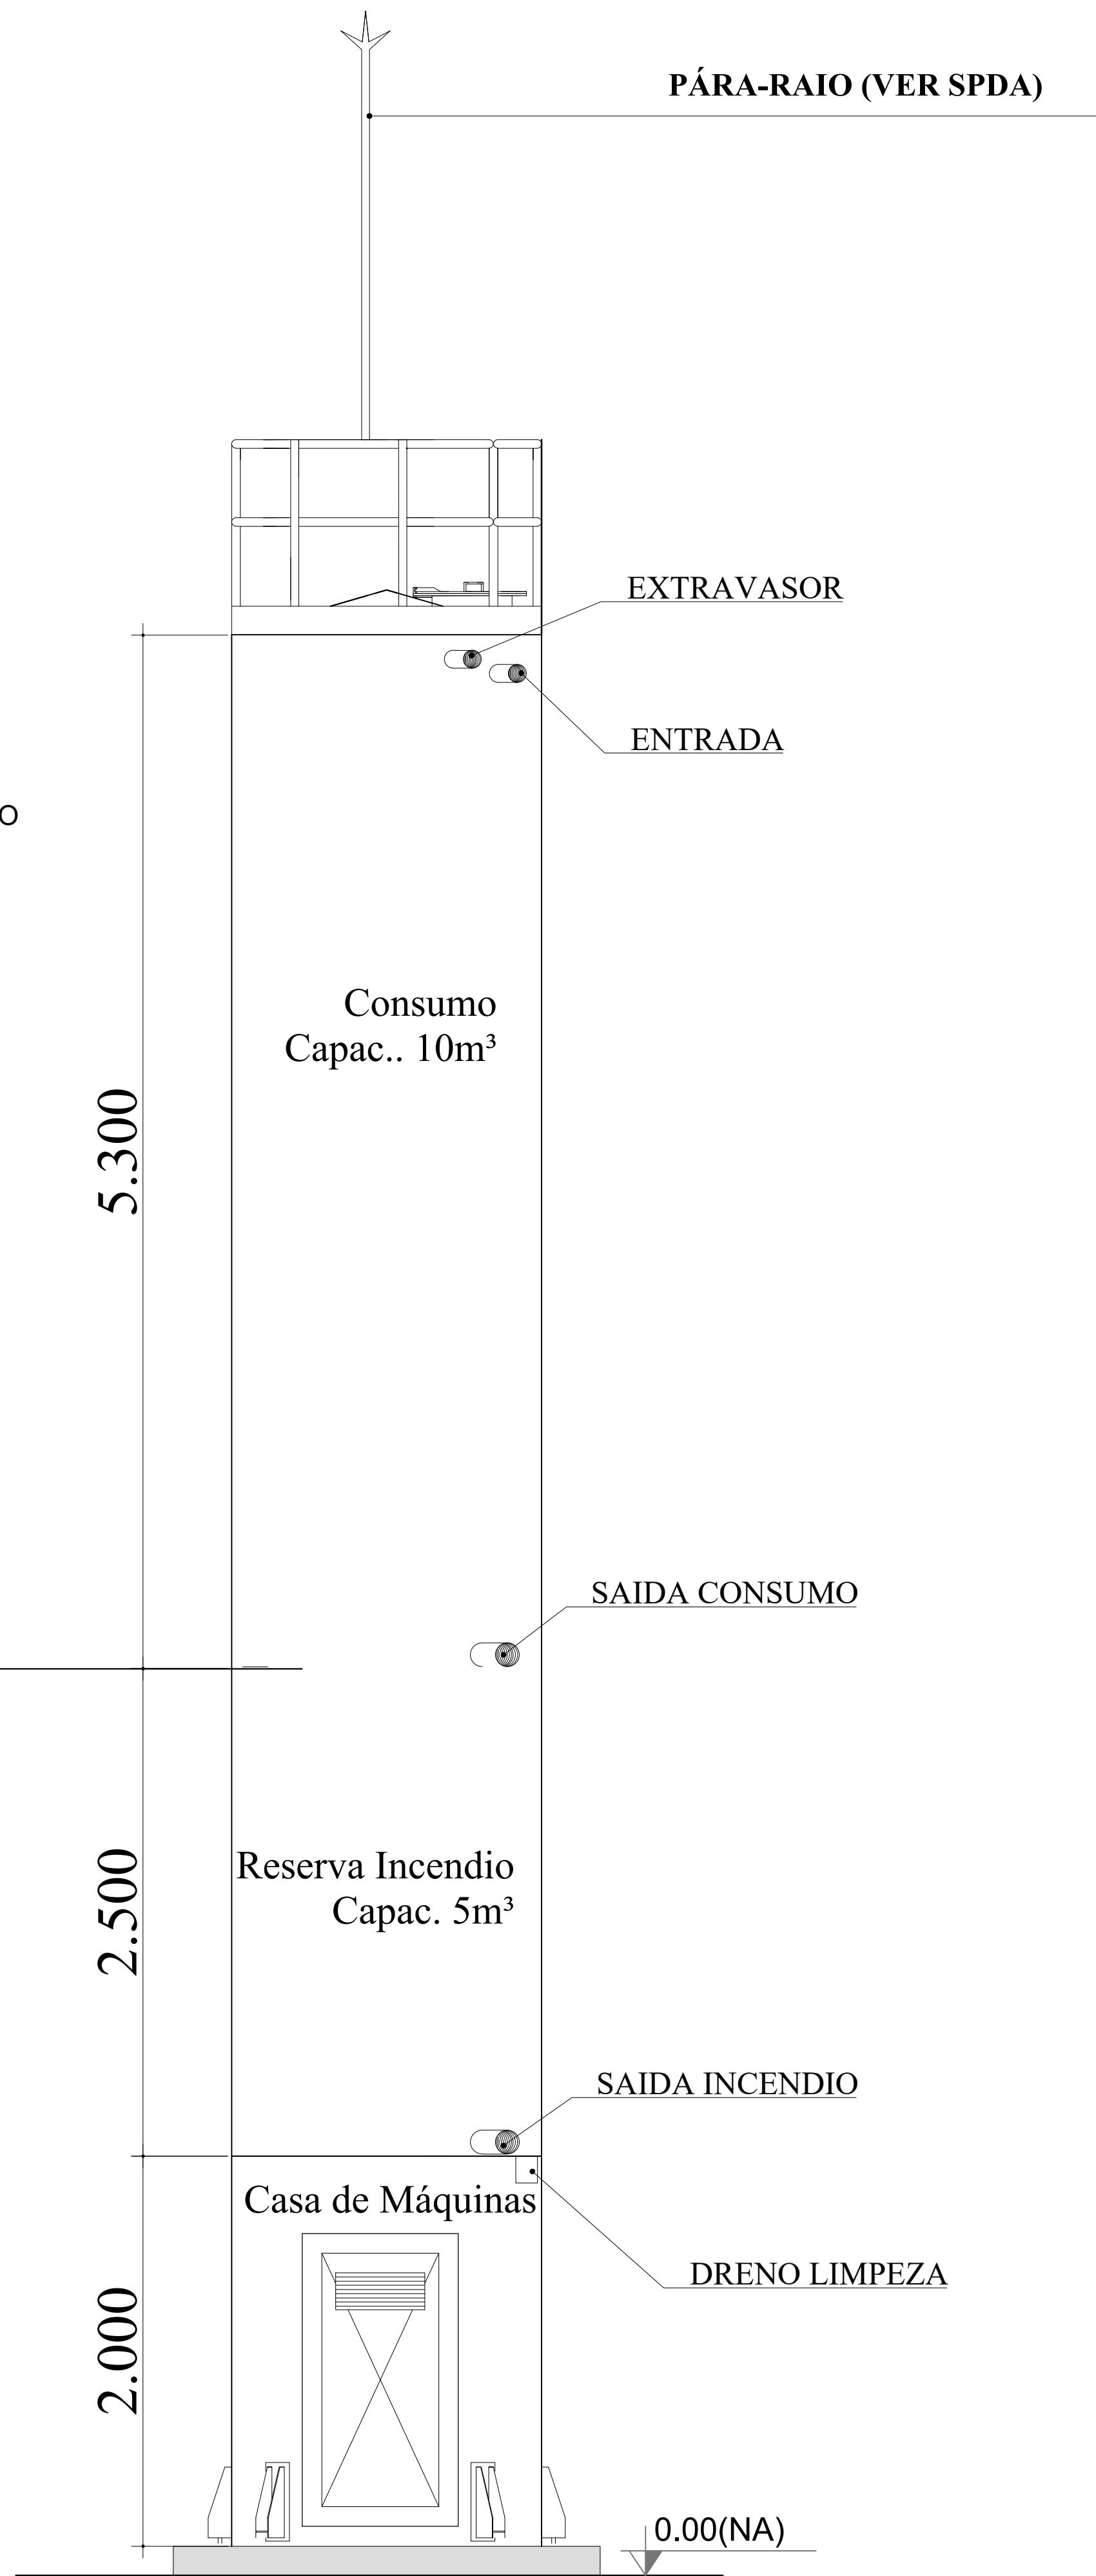 PÁRA-RAIO (VER SPDA)
EXTRAVASOR
ENTRADA
O
Consumo
Capac.. 10m³
5.300
SAIDA CONSUMO
Reserva Incendio
Capac. 5m³
2.500
SAIDA INCENDIO
Casa de Máquinas
DRENO LIMPEZA
2.000
0.00(NA)